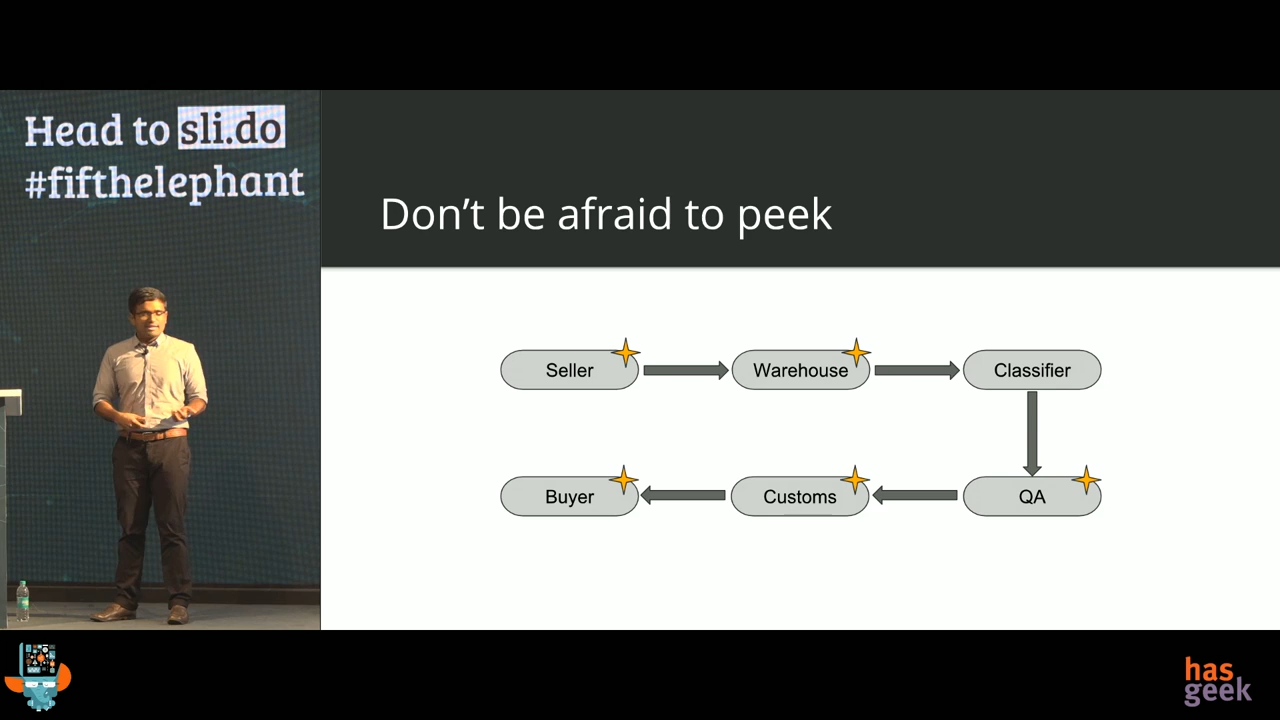 Head to sli.do
#fifthelephant
Don't be afraid to peek
Seller
Warehouse
Classifier
Buyer
Customs
QA
has
geek